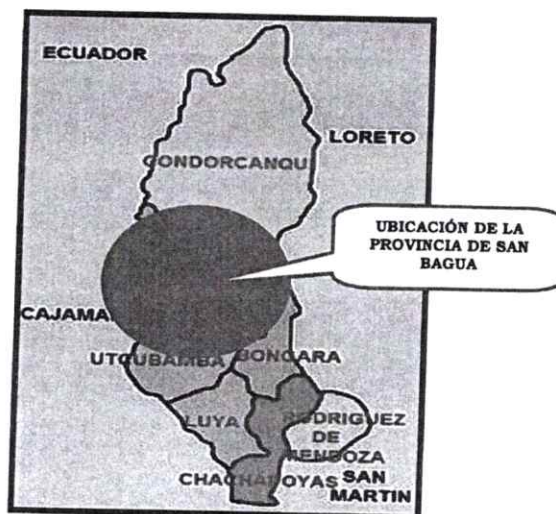 ECUADOR
LORETO
CONDORCANQUI
UBICACIÓN DE LA
PROVINCIA DE SAN
BAGUA
UTCUBAMBA
BONGARA
LUYA
RODRIGUEZ
DE
MENDOZA
CHACHAPOYAS
SAN
MARTIN